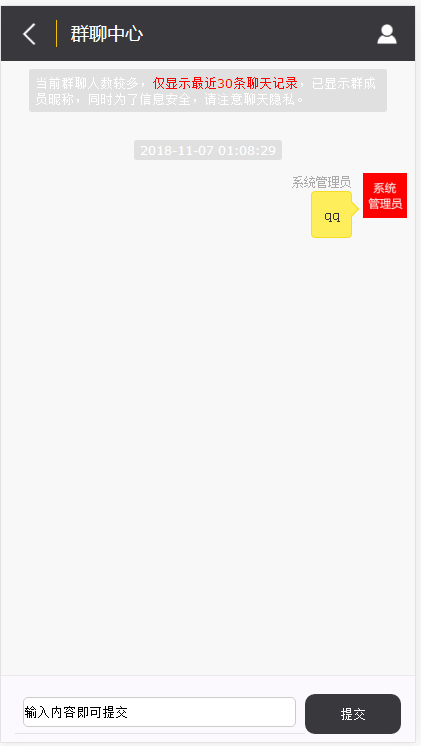 群聊中心
当前群聊人数较多，仅显示最近30条聊天记录，已显示群成
员昵称，同时为了信息安全，请注意聊天隐私。
2018-11-07 01:08:29
系统管理员
系统
管理员
qq
输入内容即可提交
提交